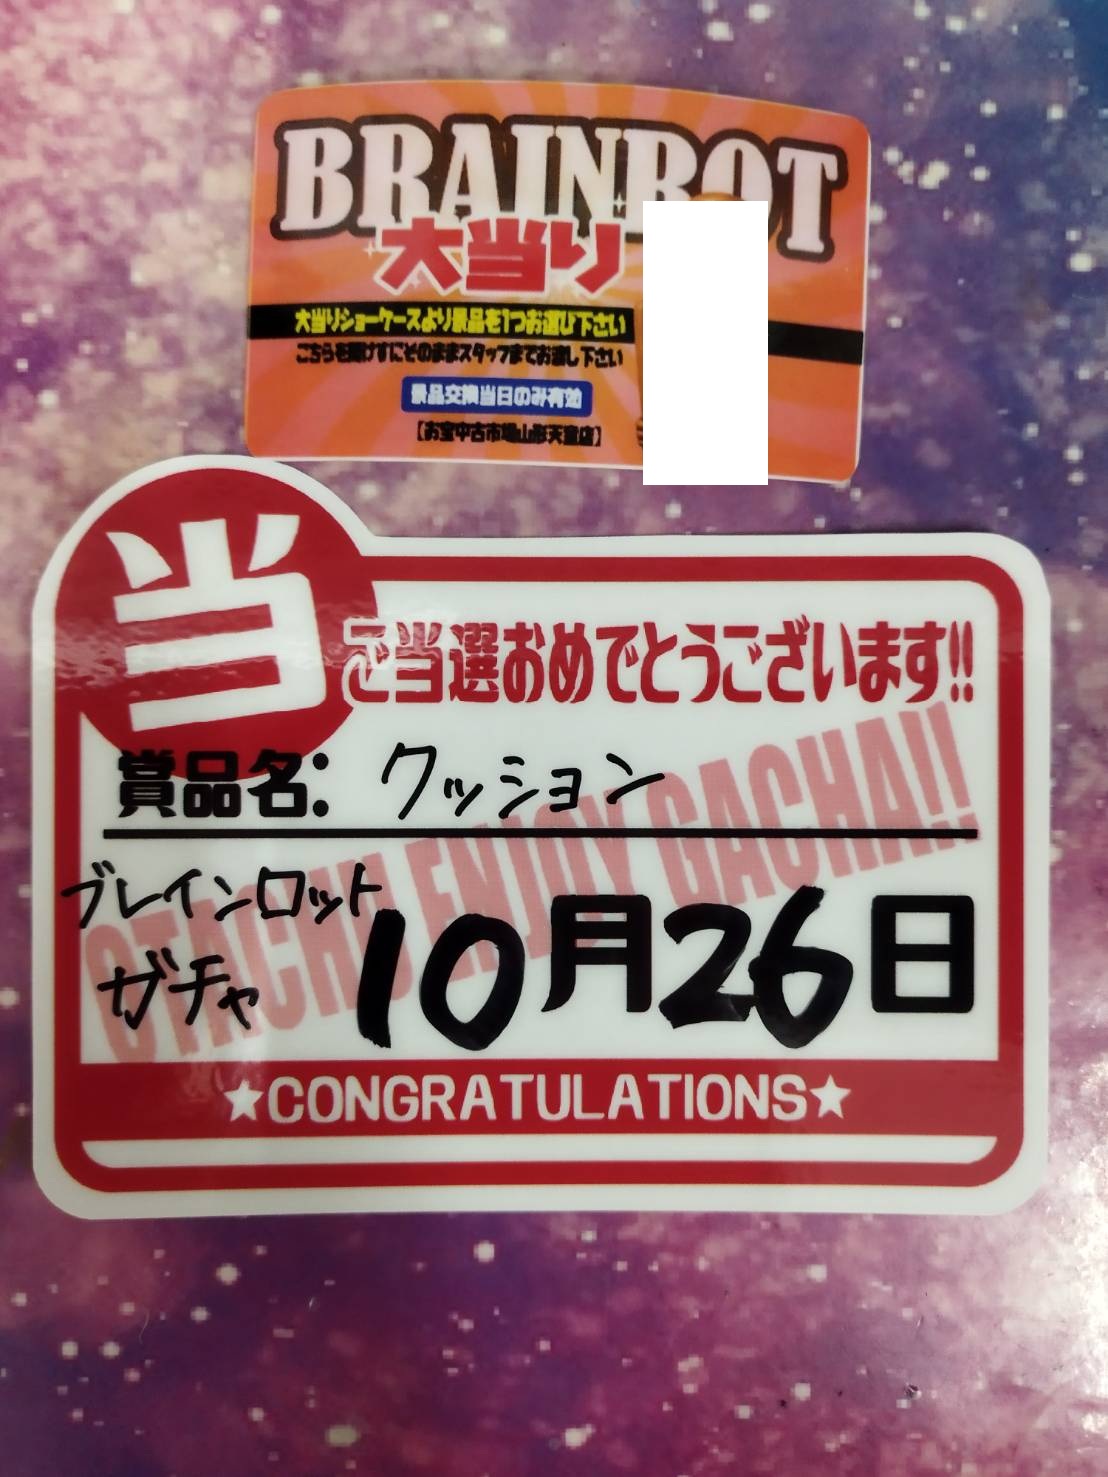 BRAINROT
大当り
大当りショーケースより景品を1つお選び下さい
こちらを開けずにそのままスタッフまでお渡し下さい
景品交換当日のみ有効
【お宝中古市場山形天童店】
当
ご当選おめでとうございます!!
賞品名: クッション
OTACHU ENJOY GACHA!!
ブレインロット
ガチャ
10月26日
★CONGRATULATIONS★